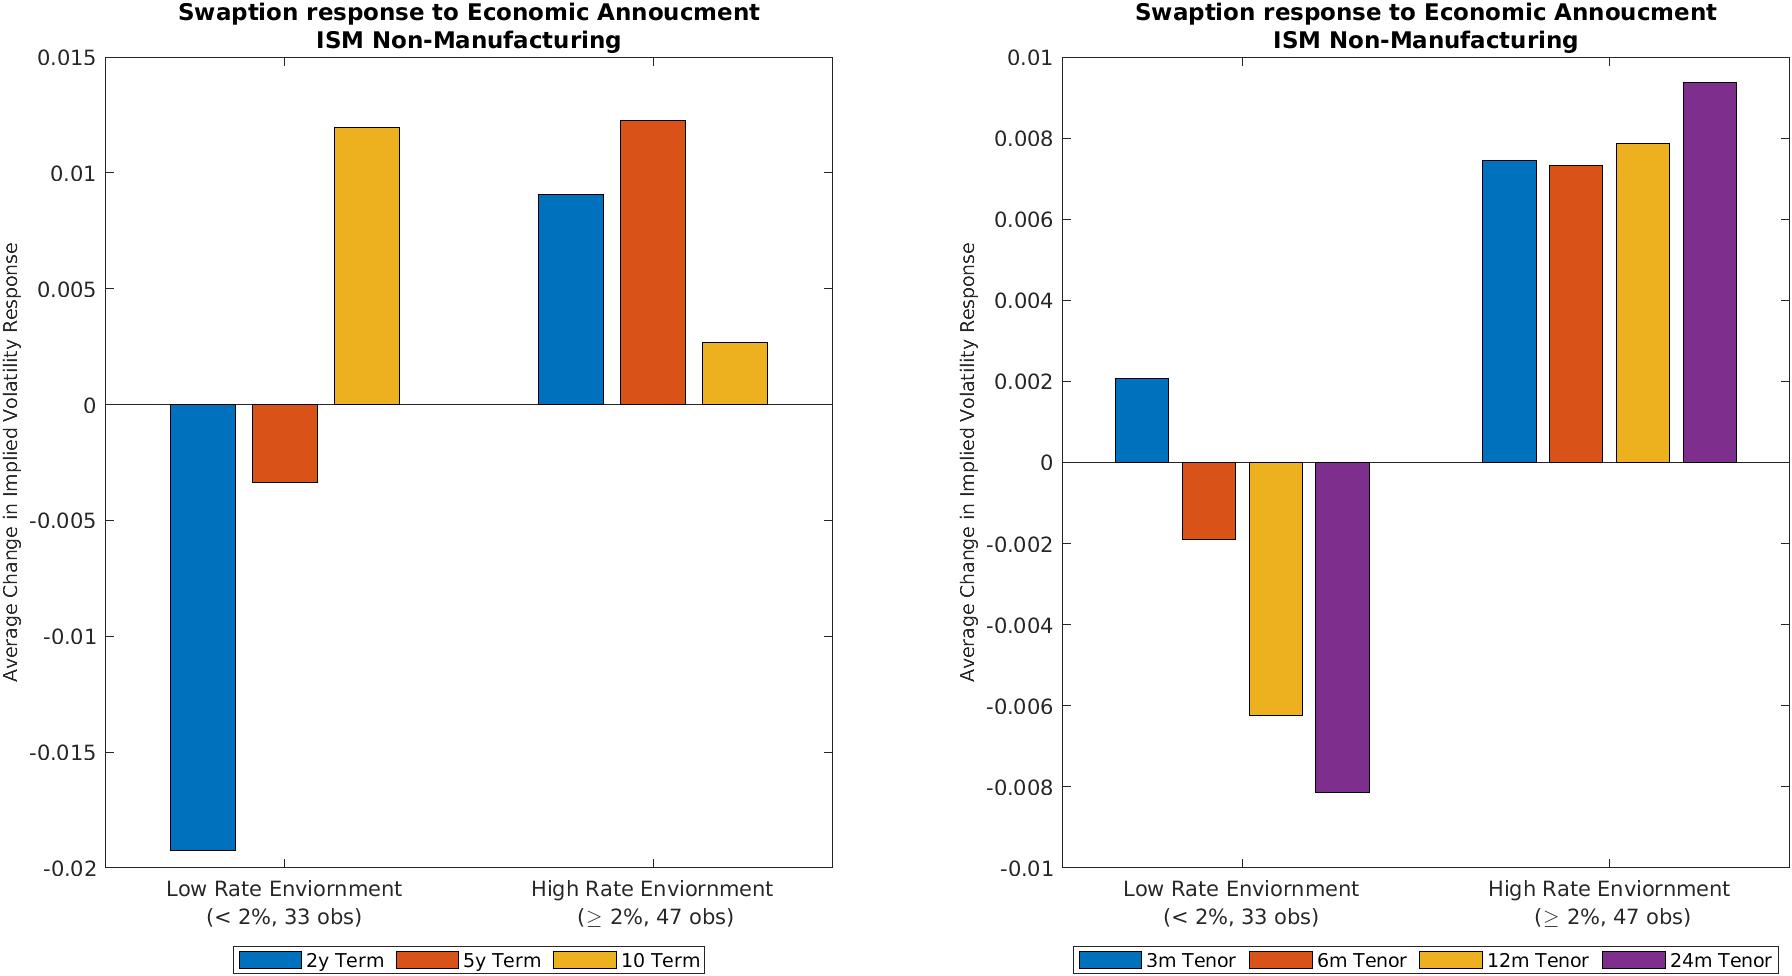 Swaption response to Economic Annoucment
ISM Non-Manufacturing
Average Change in Implied Volatility Response
0.015
0.01
0.005
0
-0.005
-0.01
-0.015
-0.02
Low Rate Enviornment
(< 2%, 33 obs)
High Rate Enviornment
(≥ 2%, 47 obs)
2y Term
5y Term
10 Term
Swaption response to Economic Annoucment
ISM Non-Manufacturing
Average Change in Implied Volatility Response
0.01
0.008
0.006
0.004
0.002
0
-0.002
-0.004
-0.006
-0.008
-0.01
Low Rate Enviornment
(< 2%, 33 obs)
High Rate Enviornment
(≥ 2%, 47 obs)
3m Tenor
6m Tenor
12m Tenor
24m Tenor